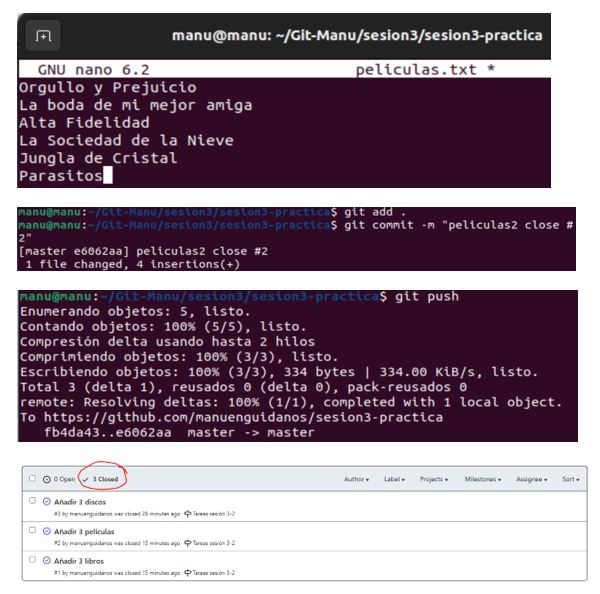 manu@manu: ~/Git-Manu/sesion3/sesion3-practica
GNU nano 6.2 peliculas.txt *
Orgullo y Prejuicio
La boda de mi mejor amiga
Alta Fidelidad
La Sociedad de la Nieve
Jungla de Cristal
Parasitos
manu@manu:~/Git-Manu/sesion3/sesion3-practica$ git add .
manu@manu:~/Git-Manu/sesion3/sesion3-practica$ git commit -m "peliculas2 close #
2"
[master e6062aa] peliculas2 close #2
1 file changed, 4 insertions(+)
manu@manu:~/Git-Manu/sesion3/sesion3-practica$ git push
Enumerando objetos: 5, listo.
Contando objetos: 100% (5/5), listo.
Compresión delta usando hasta 2 hilos
Comprimiendo objetos: 100% (3/3), listo.
Escribiendo objetos: 100% (3/3), 334 bytes | 334.00 KiB/s, listo.
Total 3 (delta 1), reusados 0 (delta 0), pack-reusados 0
remote: Resolving deltas: 100% (1/1), completed with 1 local object.
To https://github.com/manuenguidanos/sesion3-practica
fb4da43..e6062aa master -> master
0 Open 3 Closed Author Label Projects Milestones Assignee Sort
Añadir 3 discos
#3 by manuenguidanos was closed 28 minutes ago Tareas sesión 3-2
Añadir 3 películas
#2 by manuenguidanos was closed 13 minutes ago Tareas sesión 3-2
Añadir 3 libros
#1 by manuenguidanos was closed 15 minutes ago Tareas sesión 3-2